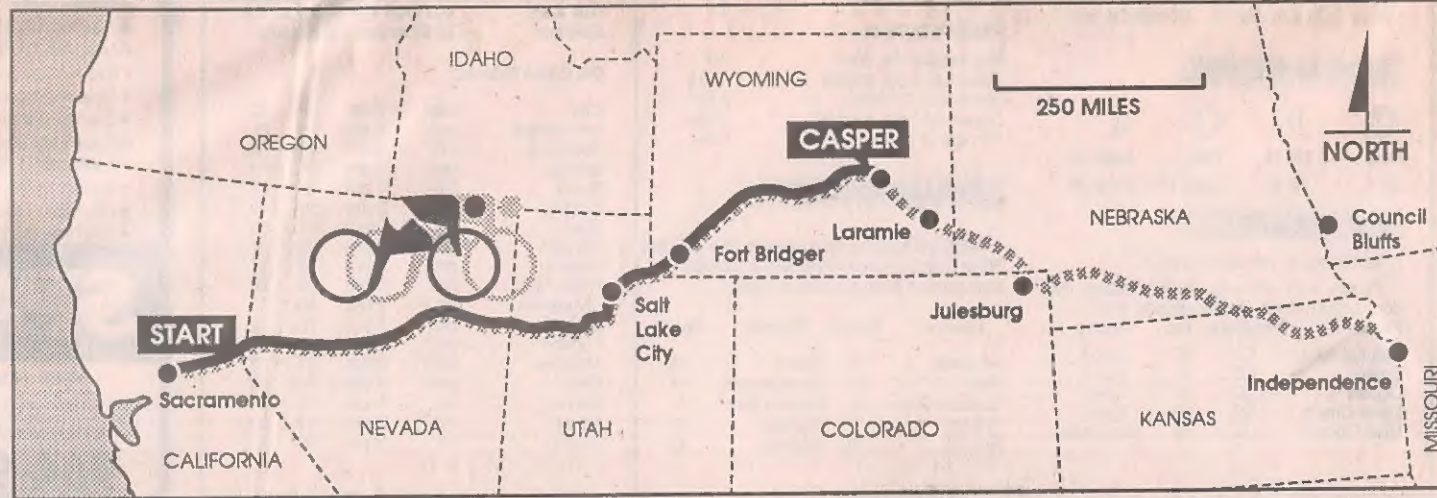 IDAHO
WYOMING
250 MILES
OREGON
CASPER
NORTH
NEBRASKA
Council
Bluffs
Laramie
Fort Bridger
Julesburg
START
Salt
Lake
City
Sacramento
Independence
NEVADA
UTAH
COLORADO
KANSAS
MISSOURI
CALIFORNIA